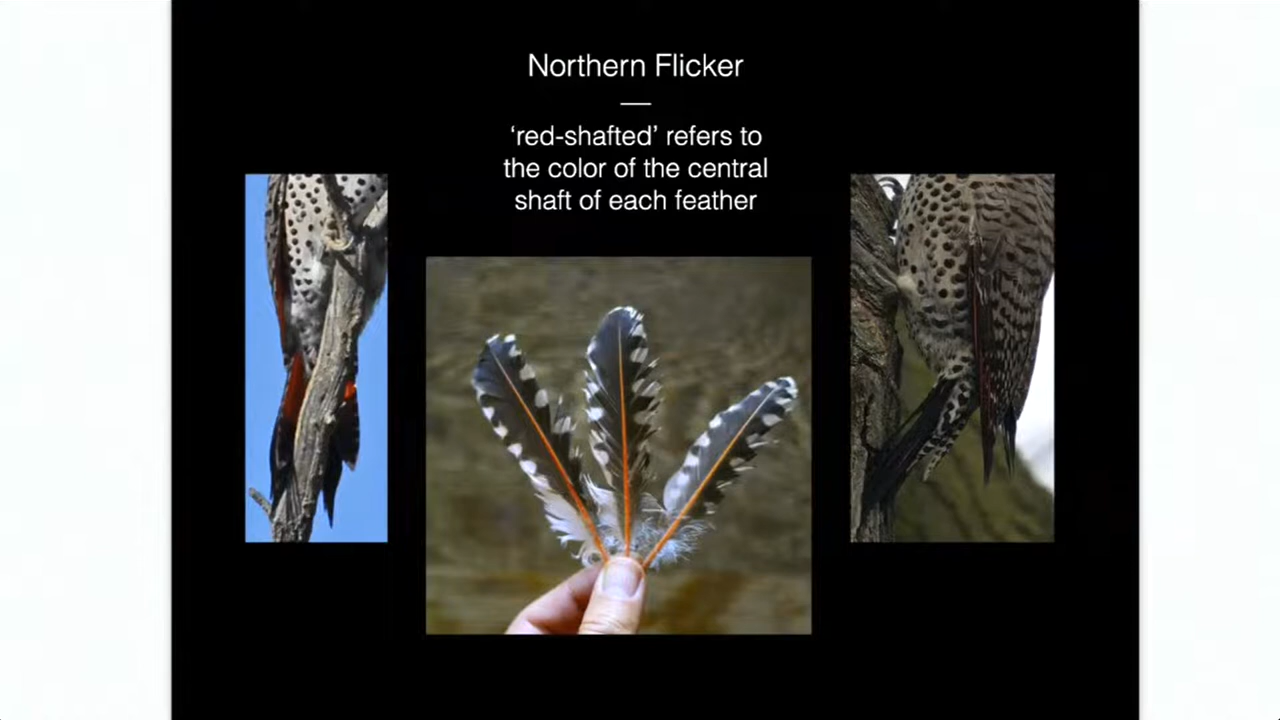 Northern Flicker
‘red-shafted’ refers to
the color of the central
shaft of each feather